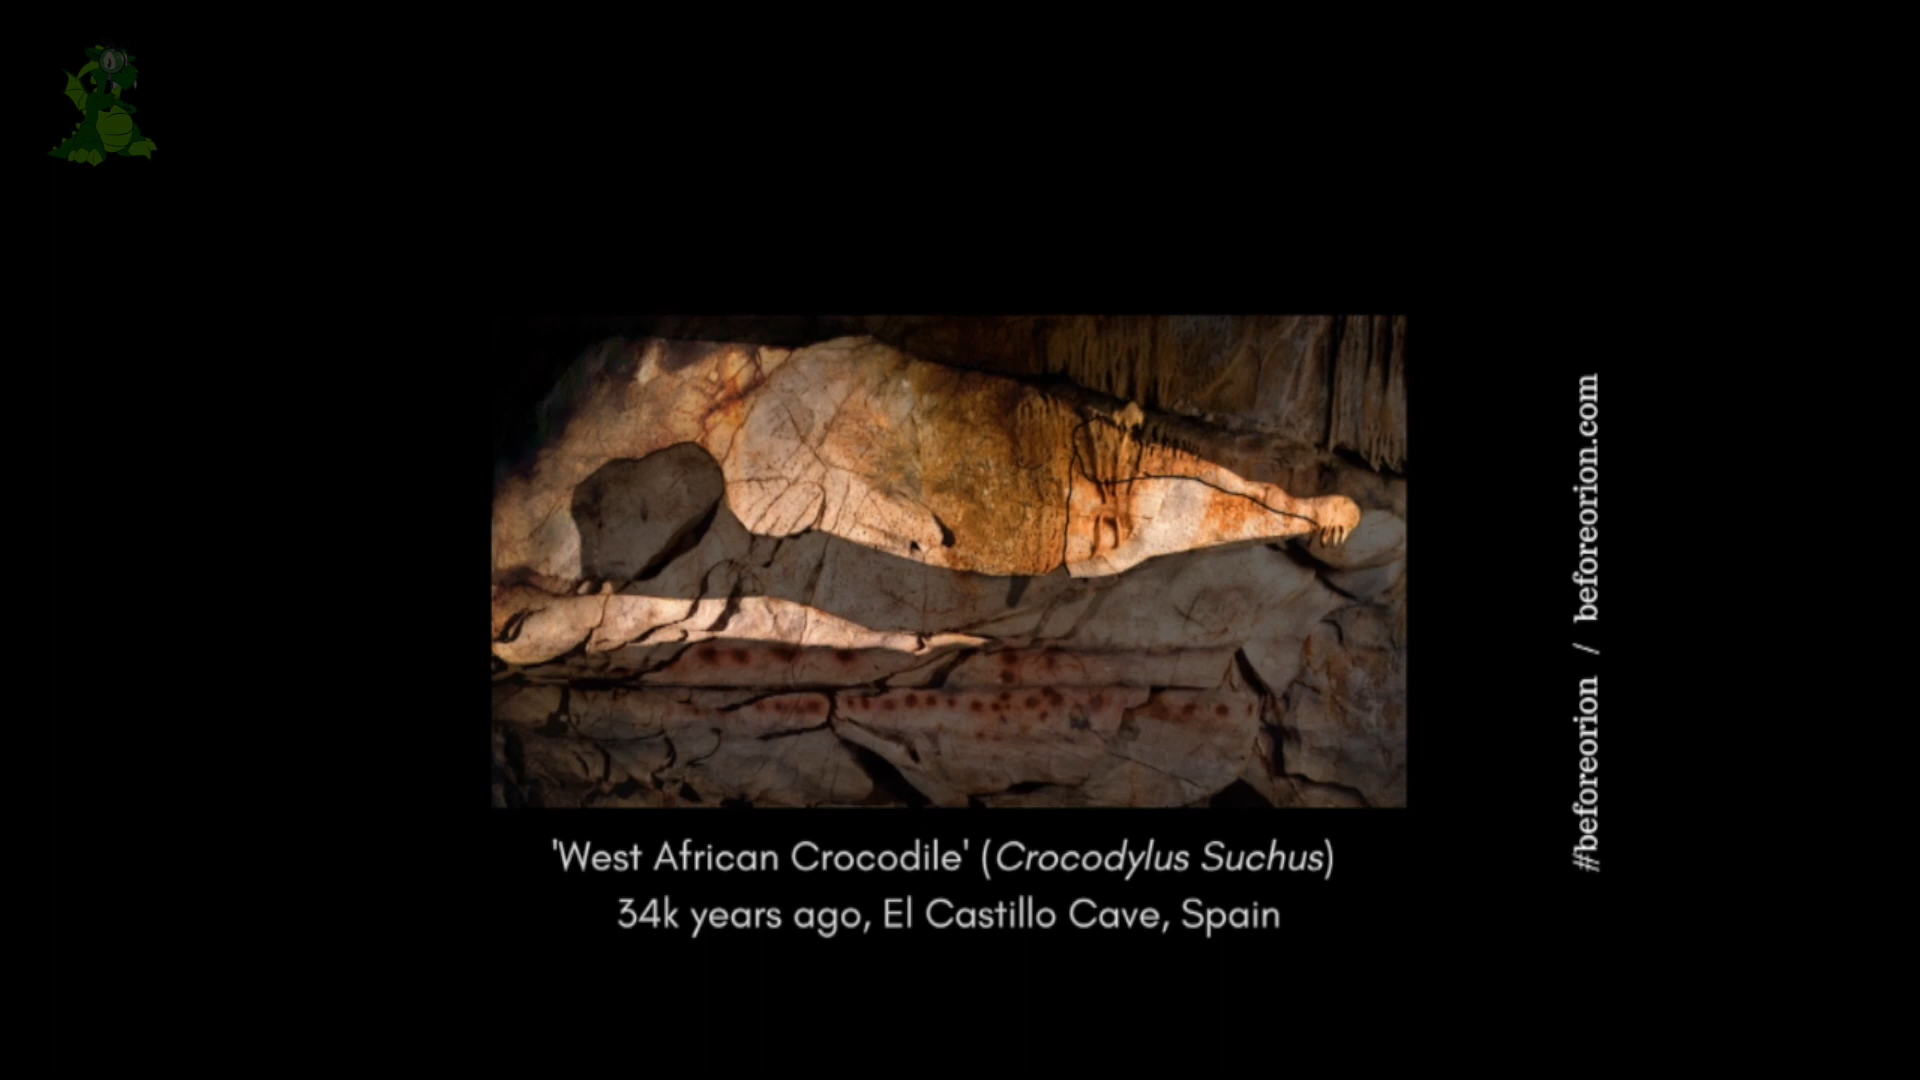 'West African Crocodile' (Crocodylus Suchus)
34k years ago, El Castillo Cave, Spain
#beforeorion / beforeorion.com